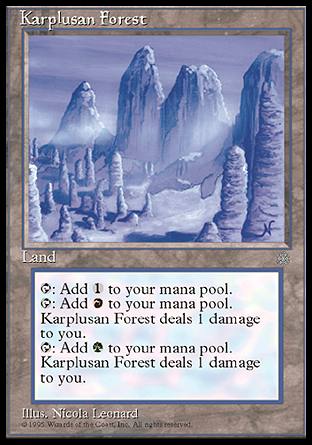 Karplusan Forest
Land
: Add 1 to your mana pool.
: Add to your mana pool.
Karplusan Forest deals 1 damage
to you.
: Add to your mana pool.
Karplusan Forest deals 1 damage
to you.
Illus. Nicola Leonard
© 1995 Wizards of the Coast, Inc. All rights reserved.